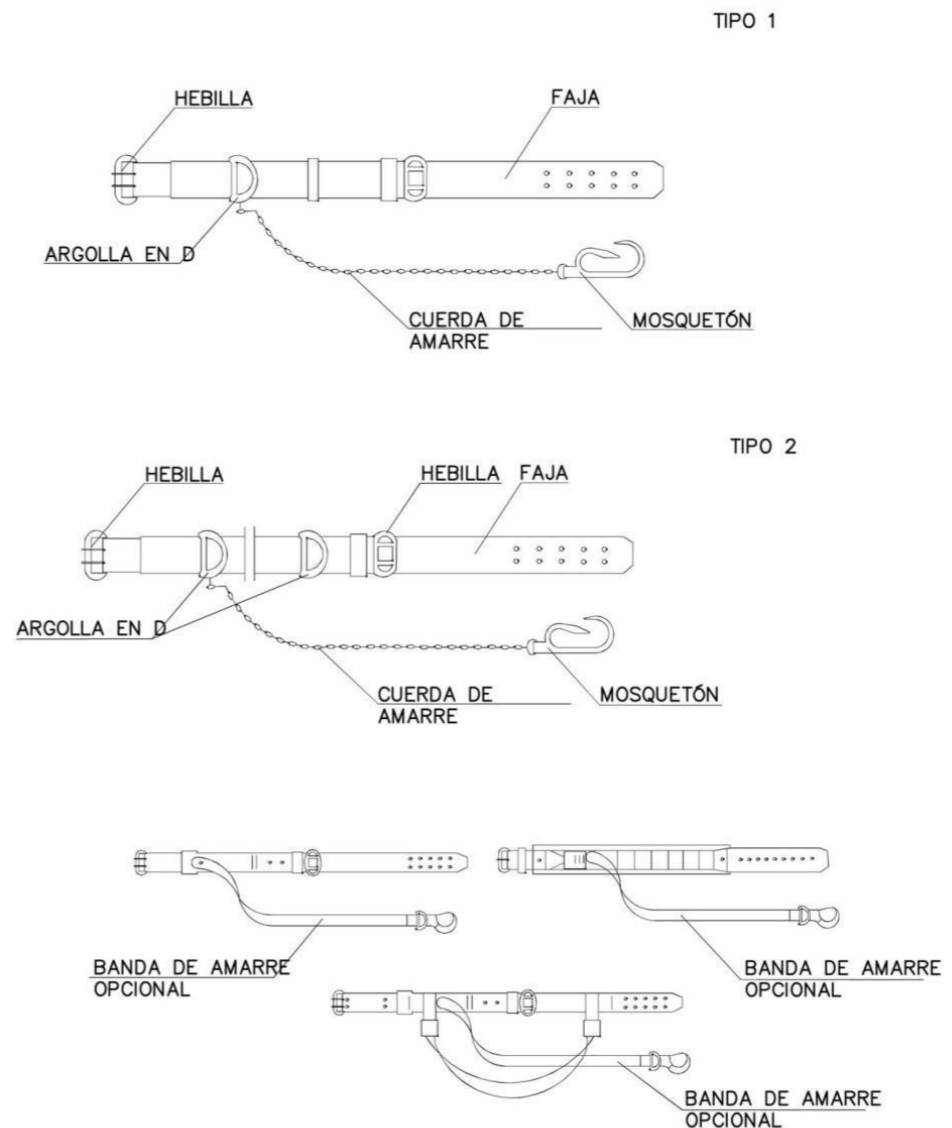 TIPO 1
HEBILLA
FAJA
ARGOLLA EN D
CUERDA DE
AMARRE
MOSQUETÓN
TIPO 2
HEBILLA
HEBILLA
FAJA
ARGOLLA EN D
CUERDA DE
AMARRE
MOSQUETÓN
BANDA DE AMARRE
OPCIONAL
BANDA DE AMARRE
OPCIONAL
BANDA DE AMARRE
OPCIONAL